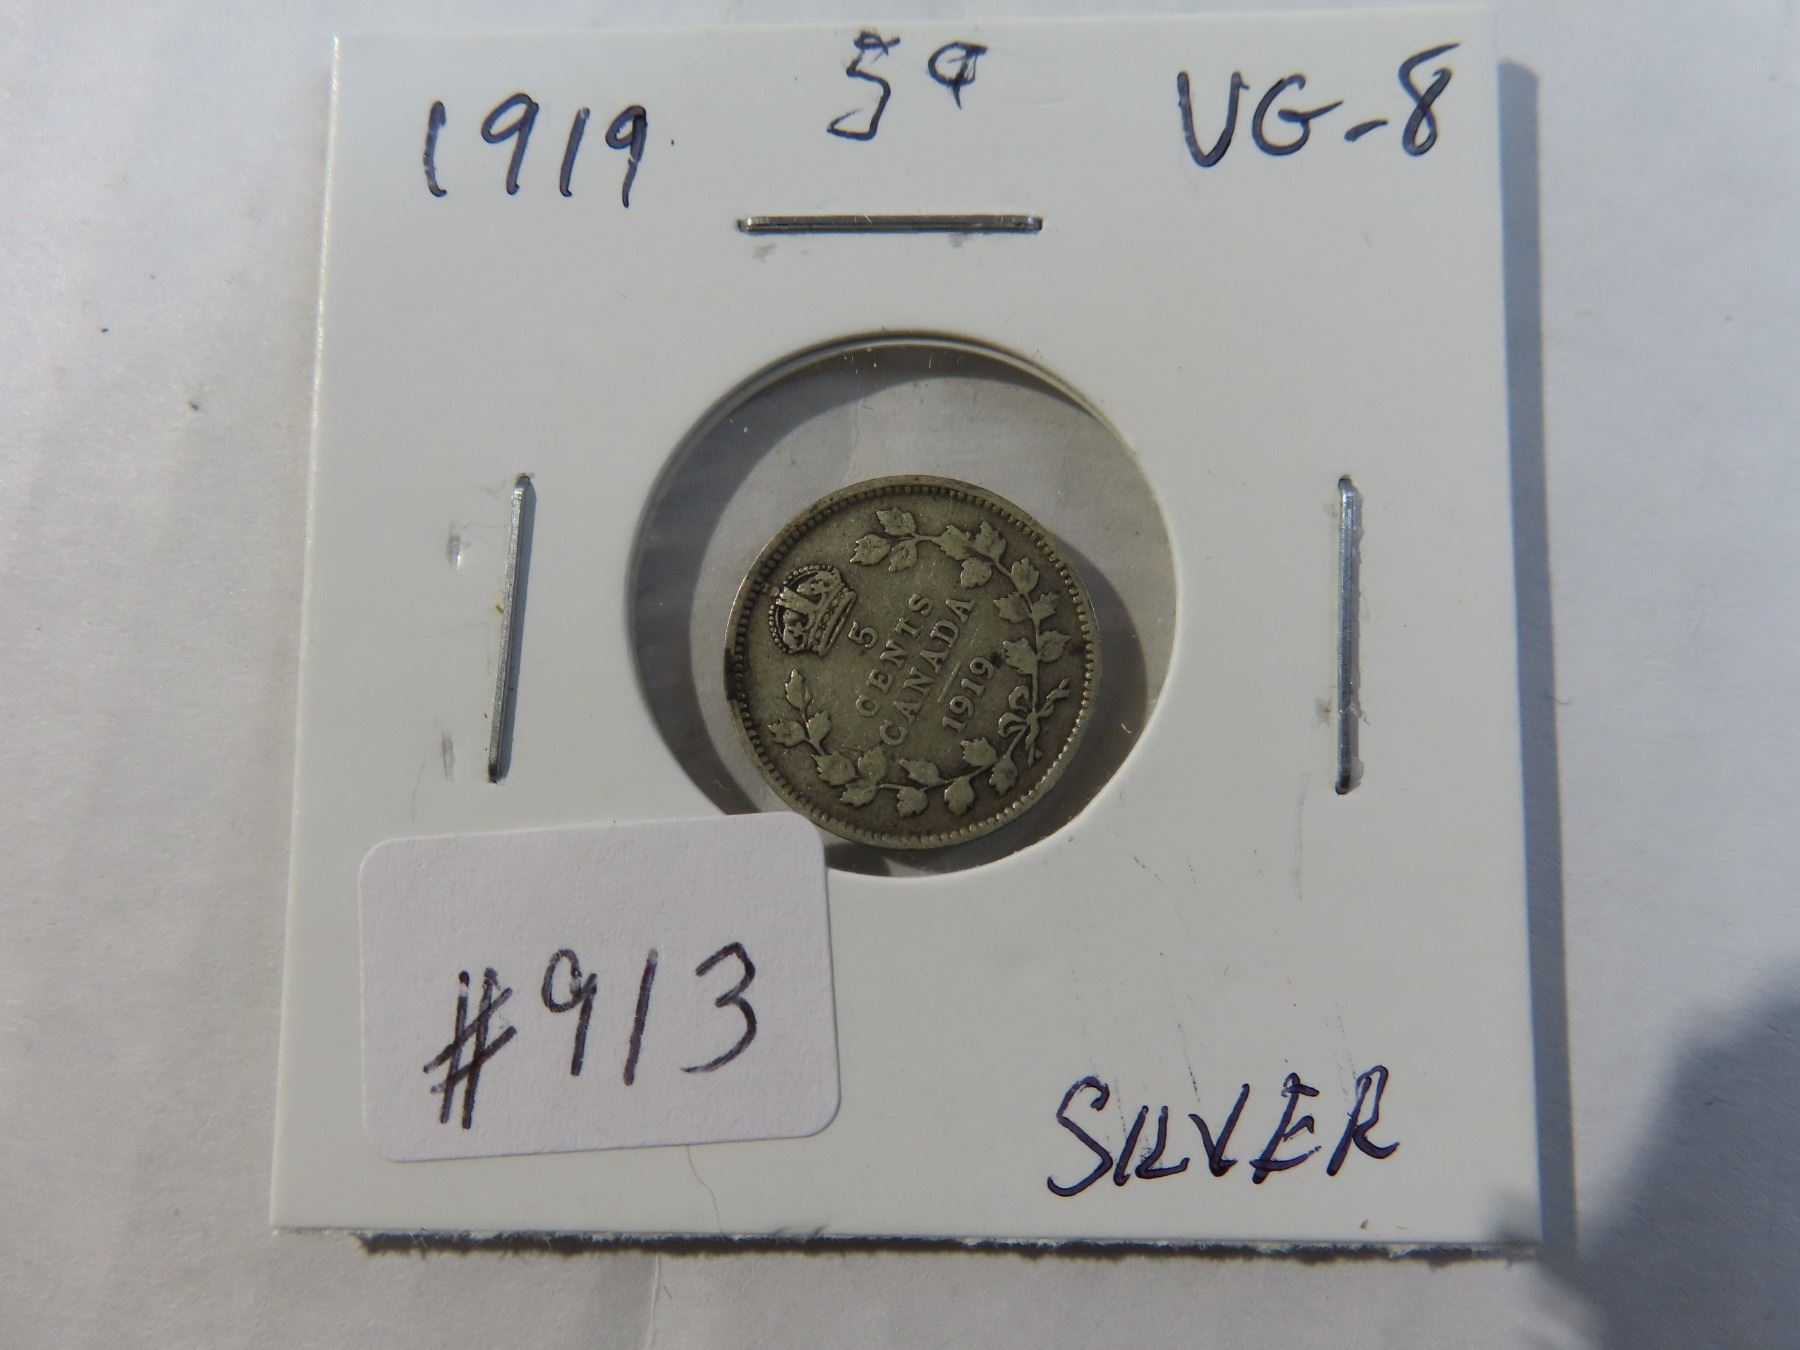 1919 5¢ VG-8
5
CENTS
CANADA
1919
#913
SILVER